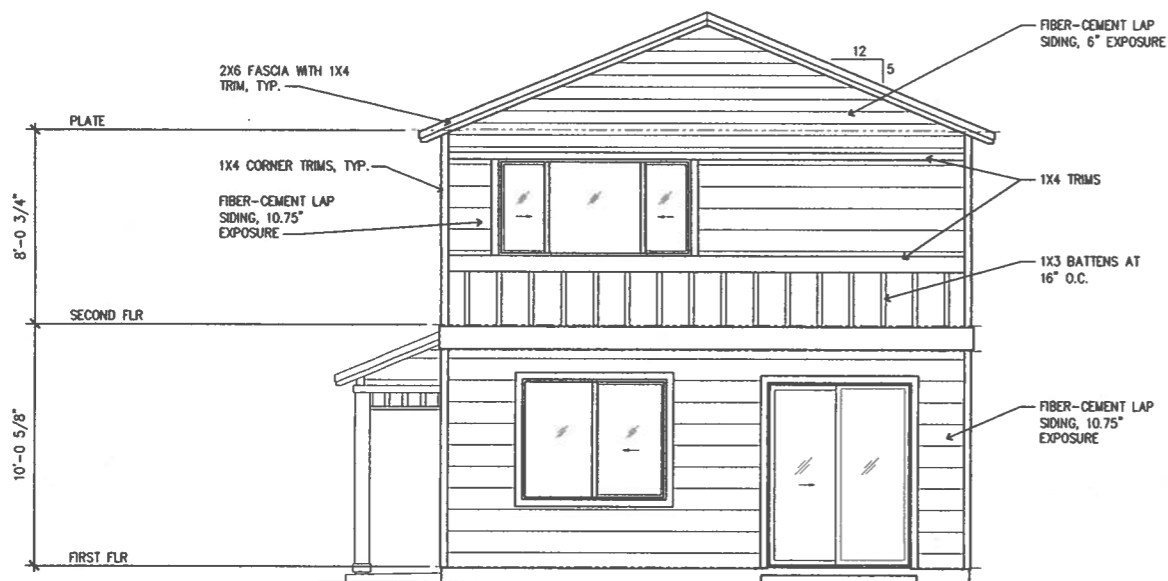 FIBER-CEMENT LAP
SIDING, 6" EXPOSURE
12
5
2X6 FASCIA WITH 1X4
TRIM, TYP.
PLATE
1X4 CORNER TRIMS, TYP.
1X4 TRIMS
FIBER-CEMENT LAP
SIDING, 10.75"
EXPOSURE
8'-0 3/4"
1X3 BATTENS AT
16" O.C.
SECOND FLR
FIBER-CEMENT LAP
SIDING, 10.75"
EXPOSURE
10'-0 5/8"
FIRST FLR